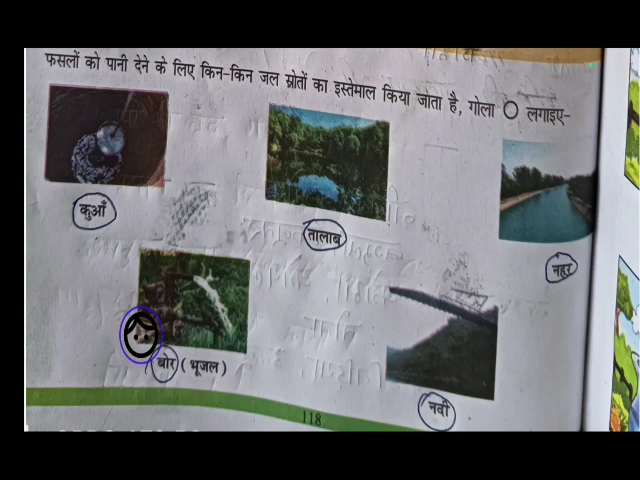 फसलों को पानी देने के लिए किन-किन जल स्रोतों का इस्तेमाल किया जाता है, गोला ○ लगाइए-
कुआँ
तालाब
नहर
बोर (भूजल)
नदी
118